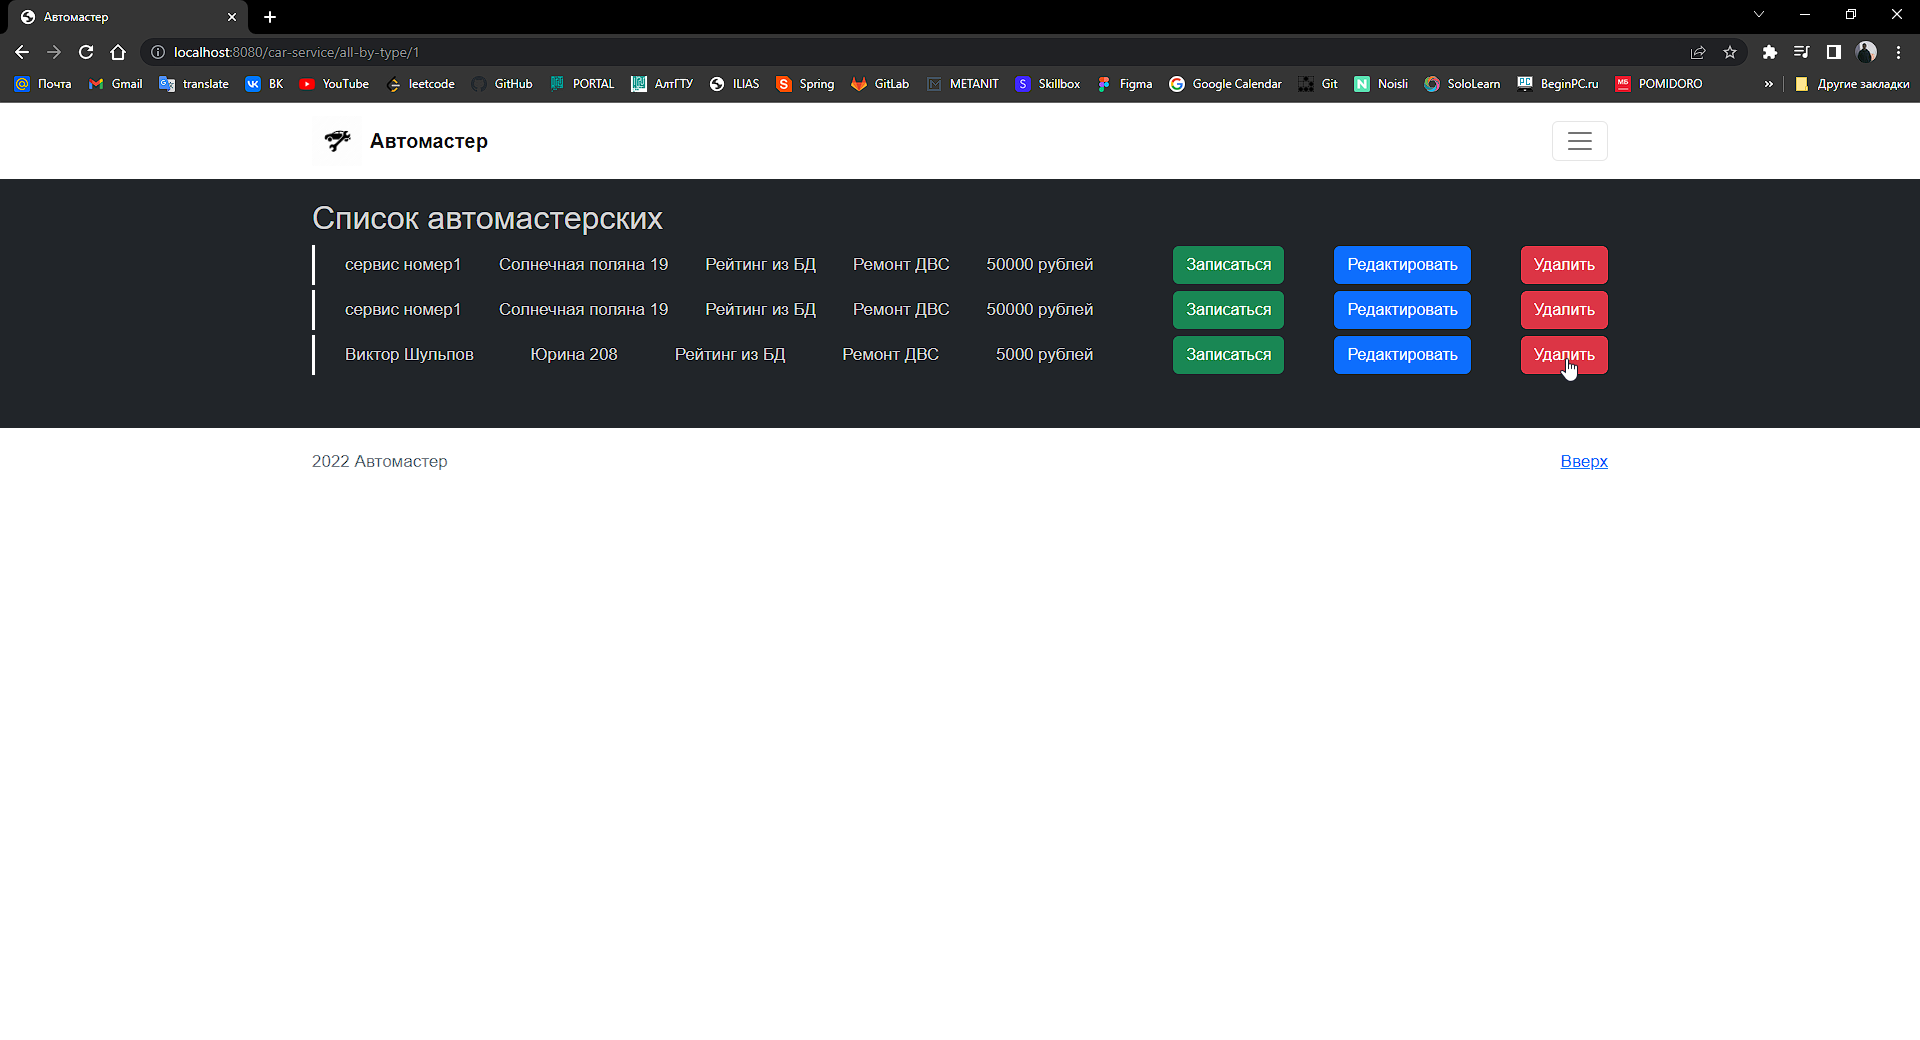 Автомастер
localhost:8080/car-service/all-by-type/1
Почта Gmail translate ВК YouTube leetcode GitHub PORTAL АлтГТУ ILIAS Spring GitLab METANIT Skillbox Figma Google Calendar Git Noisli SoloLearn BeginPC.ru POMIDORO » Другие закладки
Автомастер
Список автомастерских
сервис номер1 Солнечная поляна 19 Рейтинг из БД Ремонт ДВС 50000 рублей Записаться Редактировать Удалить
сервис номер1 Солнечная поляна 19 Рейтинг из БД Ремонт ДВС 50000 рублей Записаться Редактировать Удалить
Виктор Шульпов Юрина 208 Рейтинг из БД Ремонт ДВС 5000 рублей Записаться Редактировать Удалить
2022 Автомастер Вверх